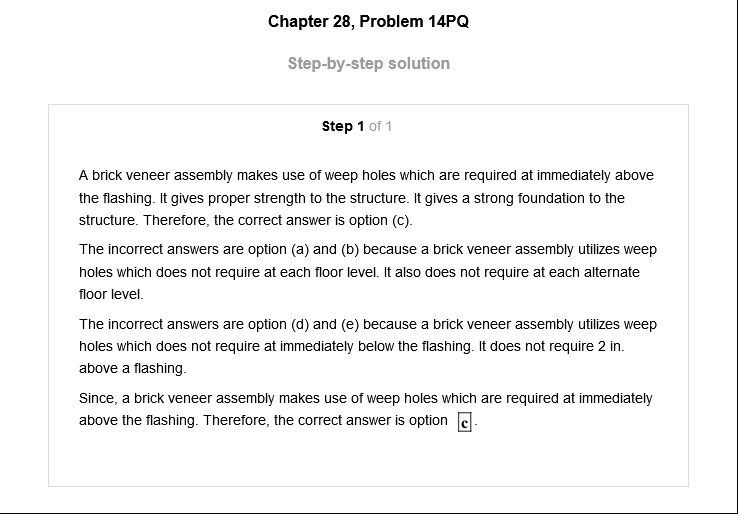 Chapter 28, Problem 14PQ
Step-by-step solution
Step 1 of 1
A brick veneer assembly makes use of weep holes which are required at immediately above
the flashing. It gives proper strength to the structure. It gives a strong foundation to the
structure. Therefore, the correct answer is option (c).
The incorrect answers are option (a) and (b) because a brick veneer assembly utilizes weep
holes which does not require at each floor level. It also does not require at each alternate
floor level.
The incorrect answers are option (d) and (e) because a brick veneer assembly utilizes weep
holes which does not require at immediately below the flashing. It does not require 2 in.
above a flashing.
Since, a brick veneer assembly makes use of weep holes which are required at immediately
above the flashing. Therefore, the correct answer is option c.